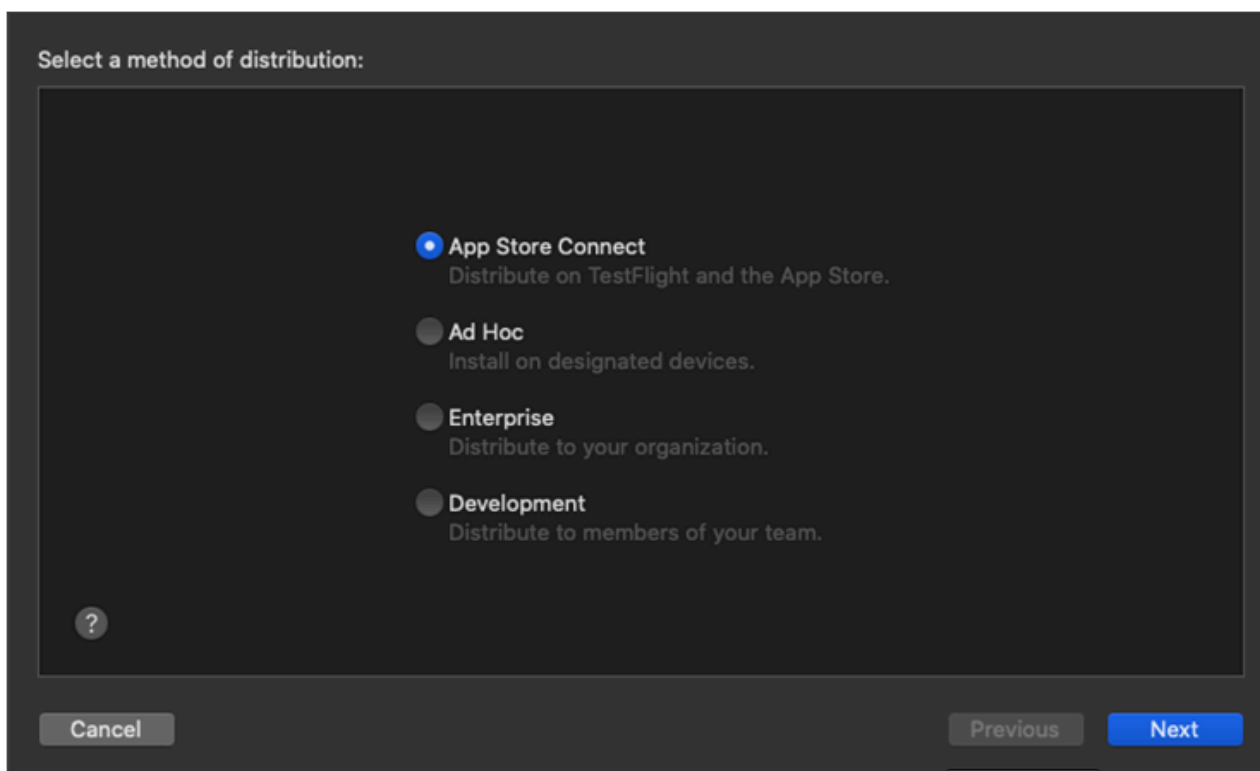 Select a method of distribution:
App Store Connect
Distribute on TestFlight and the App Store.
Ad Hoc
Install on designated devices.
Enterprise
Distribute to your organization.
Development
Distribute to members of your team.
?
Cancel
Previous
Next